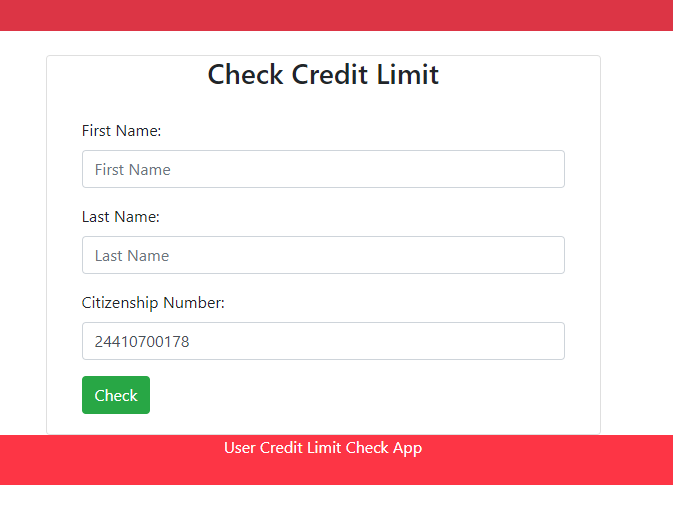 Check Credit Limit
First Name:
First Name
Last Name:
Last Name
Citizenship Number:
24410700178
Check
User Credit Limit Check App